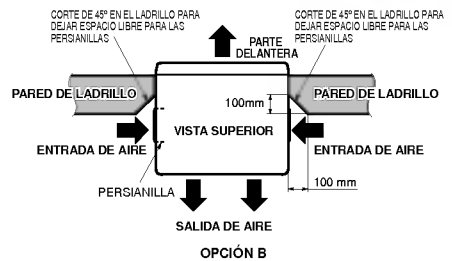 CORTE DE 45º EN EL LADRILLO PARA
DEJAR ESPACIO LIBRE PARA LAS
PERSIANILLAS
CORTE DE 45º EN EL LADRILLO PARA
DEJAR ESPACIO LIBRE PARA LAS
PERSIANILLAS
PARTE
DELANTERA
PARED DE LADRILLO
100mm
PARED DE LADRILLO
VISTA SUPERIOR
ENTRADA DE AIRE
ENTRADA DE AIRE
PERSIANILLA
100 mm
SALIDA DE AIRE
OPCIÓN B